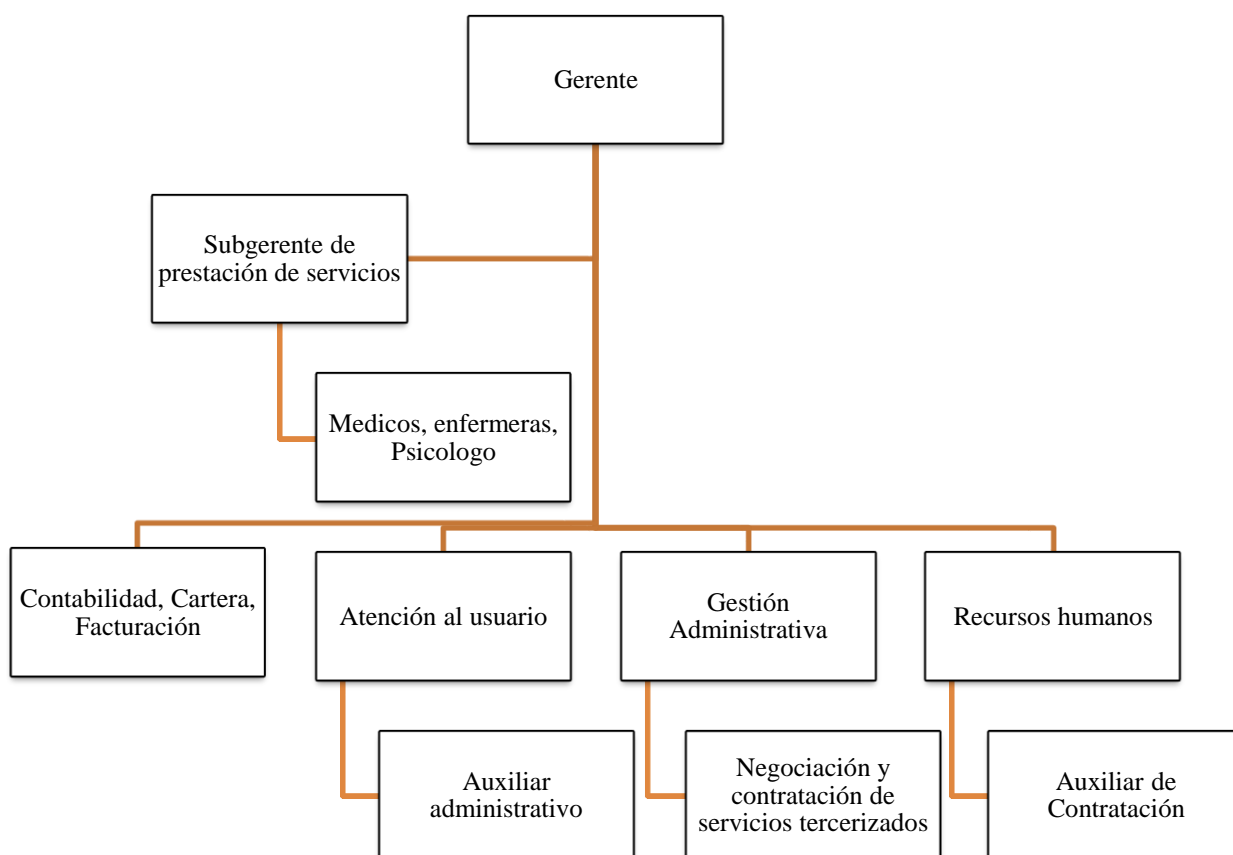 Gerente
Subgerente de
prestación de servicios
Medicos, enfermeras,
Psicologo
Contabilidad, Cartera,
Facturación
Atención al usuario
Gestión
Administrativa
Recursos humanos
Auxiliar
administrativo
Negociación y
contratación de
servicios tercerizados
Auxiliar de
Contratación